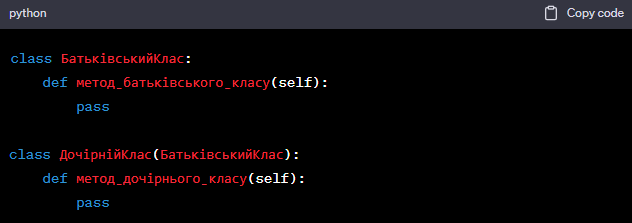 python
Copy code
class БатьківськийКлас:
    def метод_батьківського_класу(self):
        pass
class ДочірнійКлас(БатьківськийКлас):
    def метод_дочірнього_класу(self):
        pass